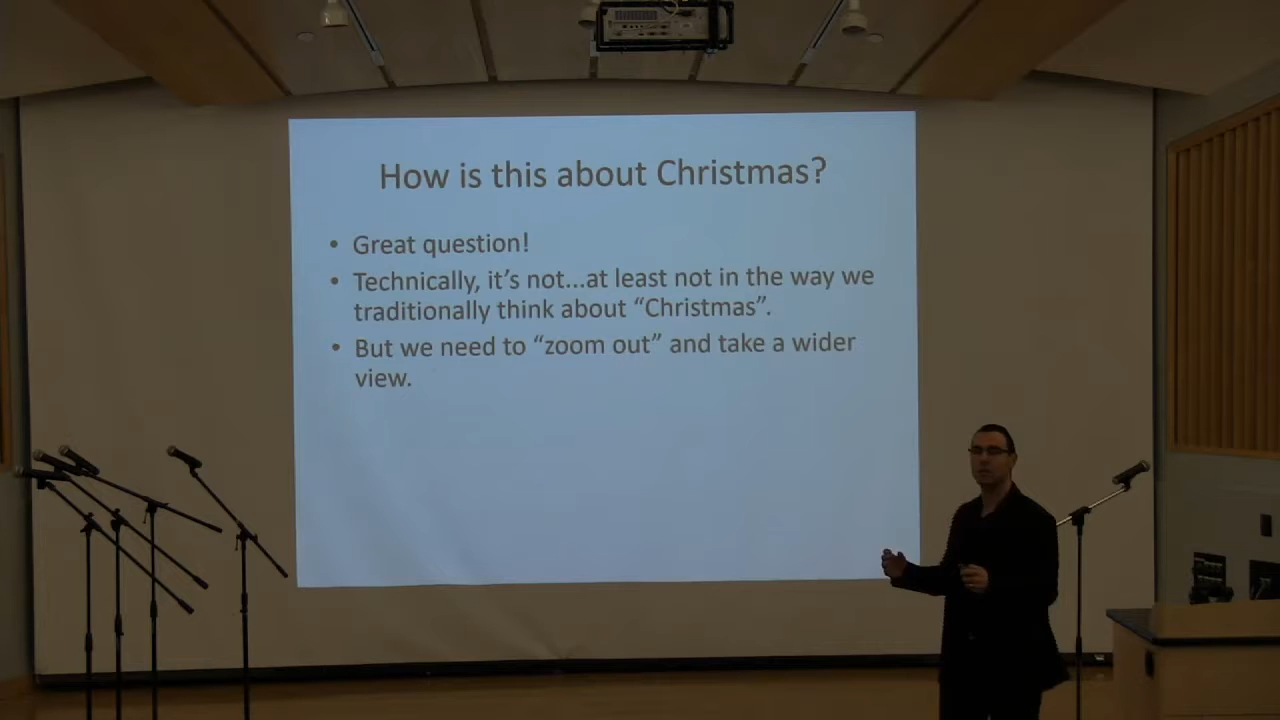 How is this about Christmas?
• Great question!
• Technically, it’s not...at least not in the way we
traditionally think about “Christmas”.
• But we need to “zoom out” and take a wider
view.